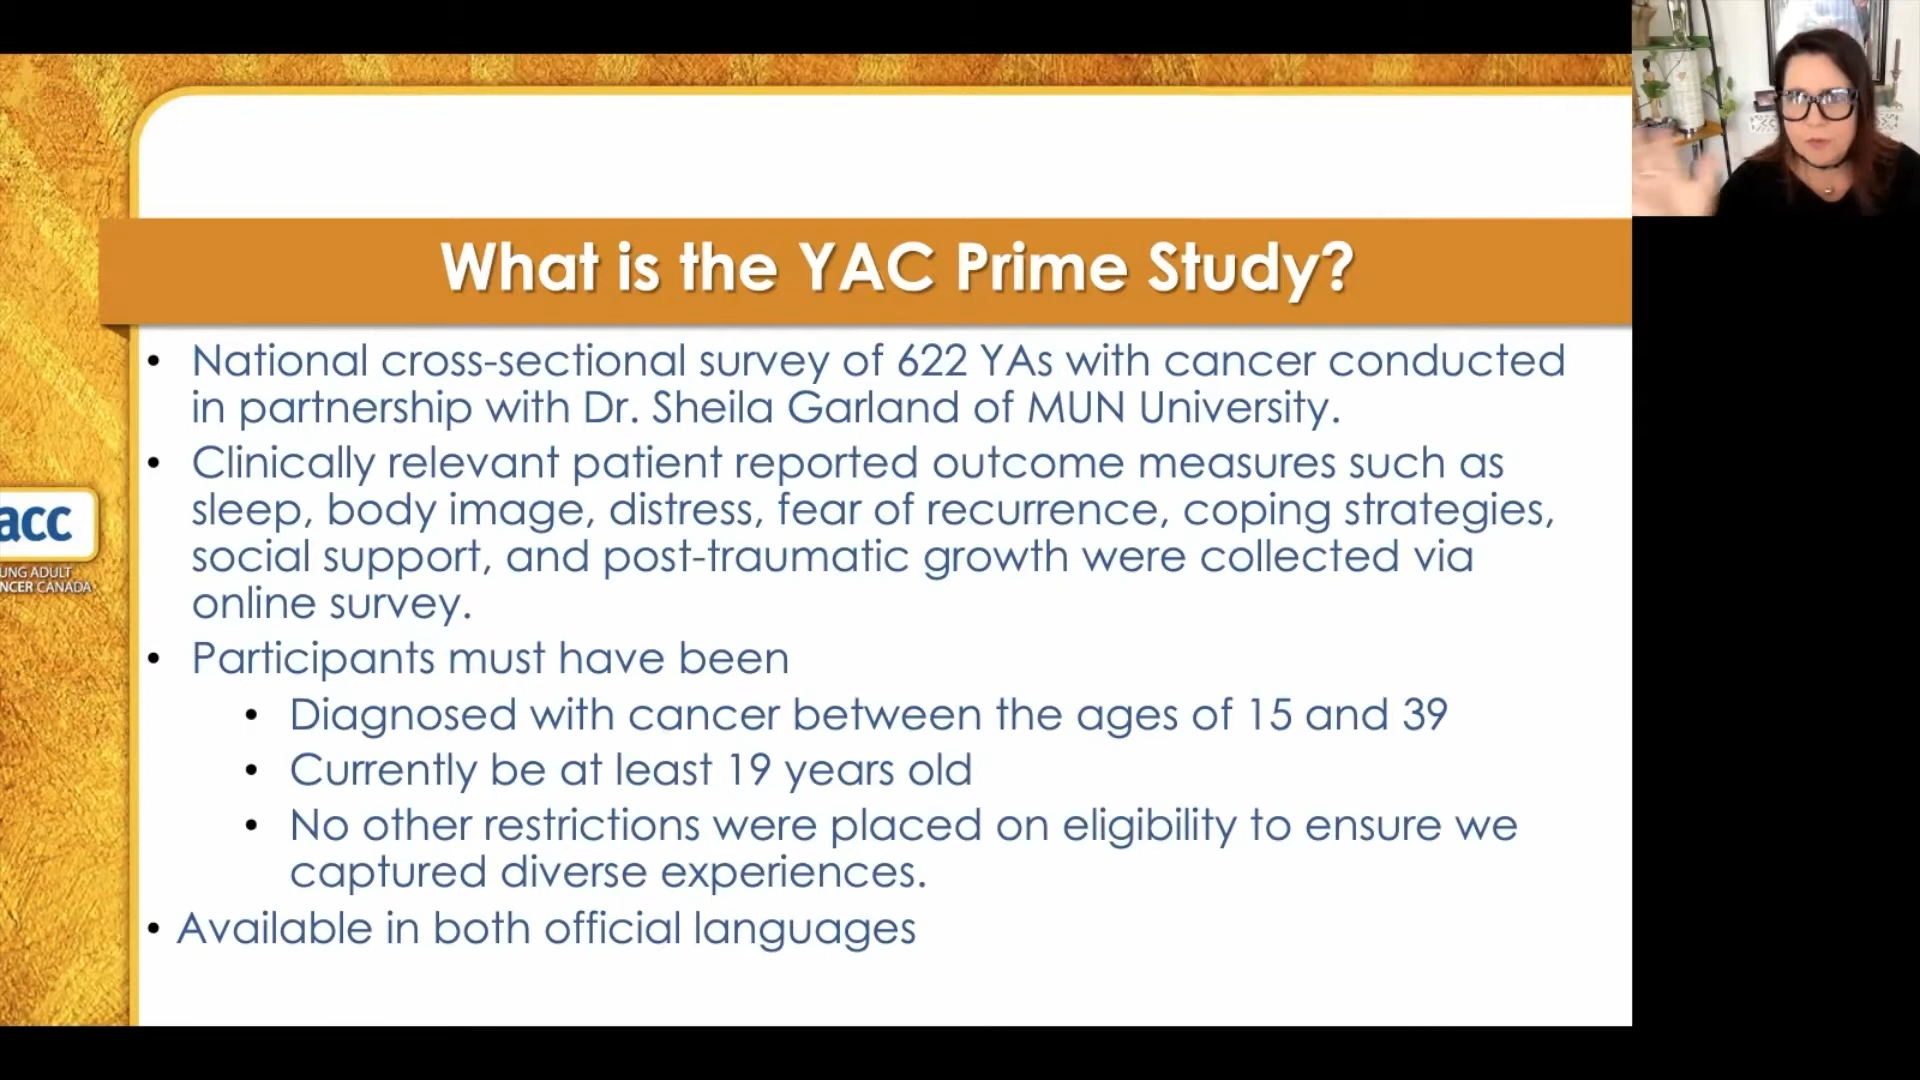 What is the YAC Prime Study?
• National cross-sectional survey of 622 YAs with cancer conducted
in partnership with Dr. Sheila Garland of MUN University.
• Clinically relevant patient reported outcome measures such as
sleep, body image, distress, fear of recurrence, coping strategies,
social support, and post-traumatic growth were collected via
online survey.
• Participants must have been
• Diagnosed with cancer between the ages of 15 and 39
• Currently be at least 19 years old
• No other restrictions were placed on eligibility to ensure we
captured diverse experiences.
• Available in both official languages
acc
UNG ADULT
NCER CANADA